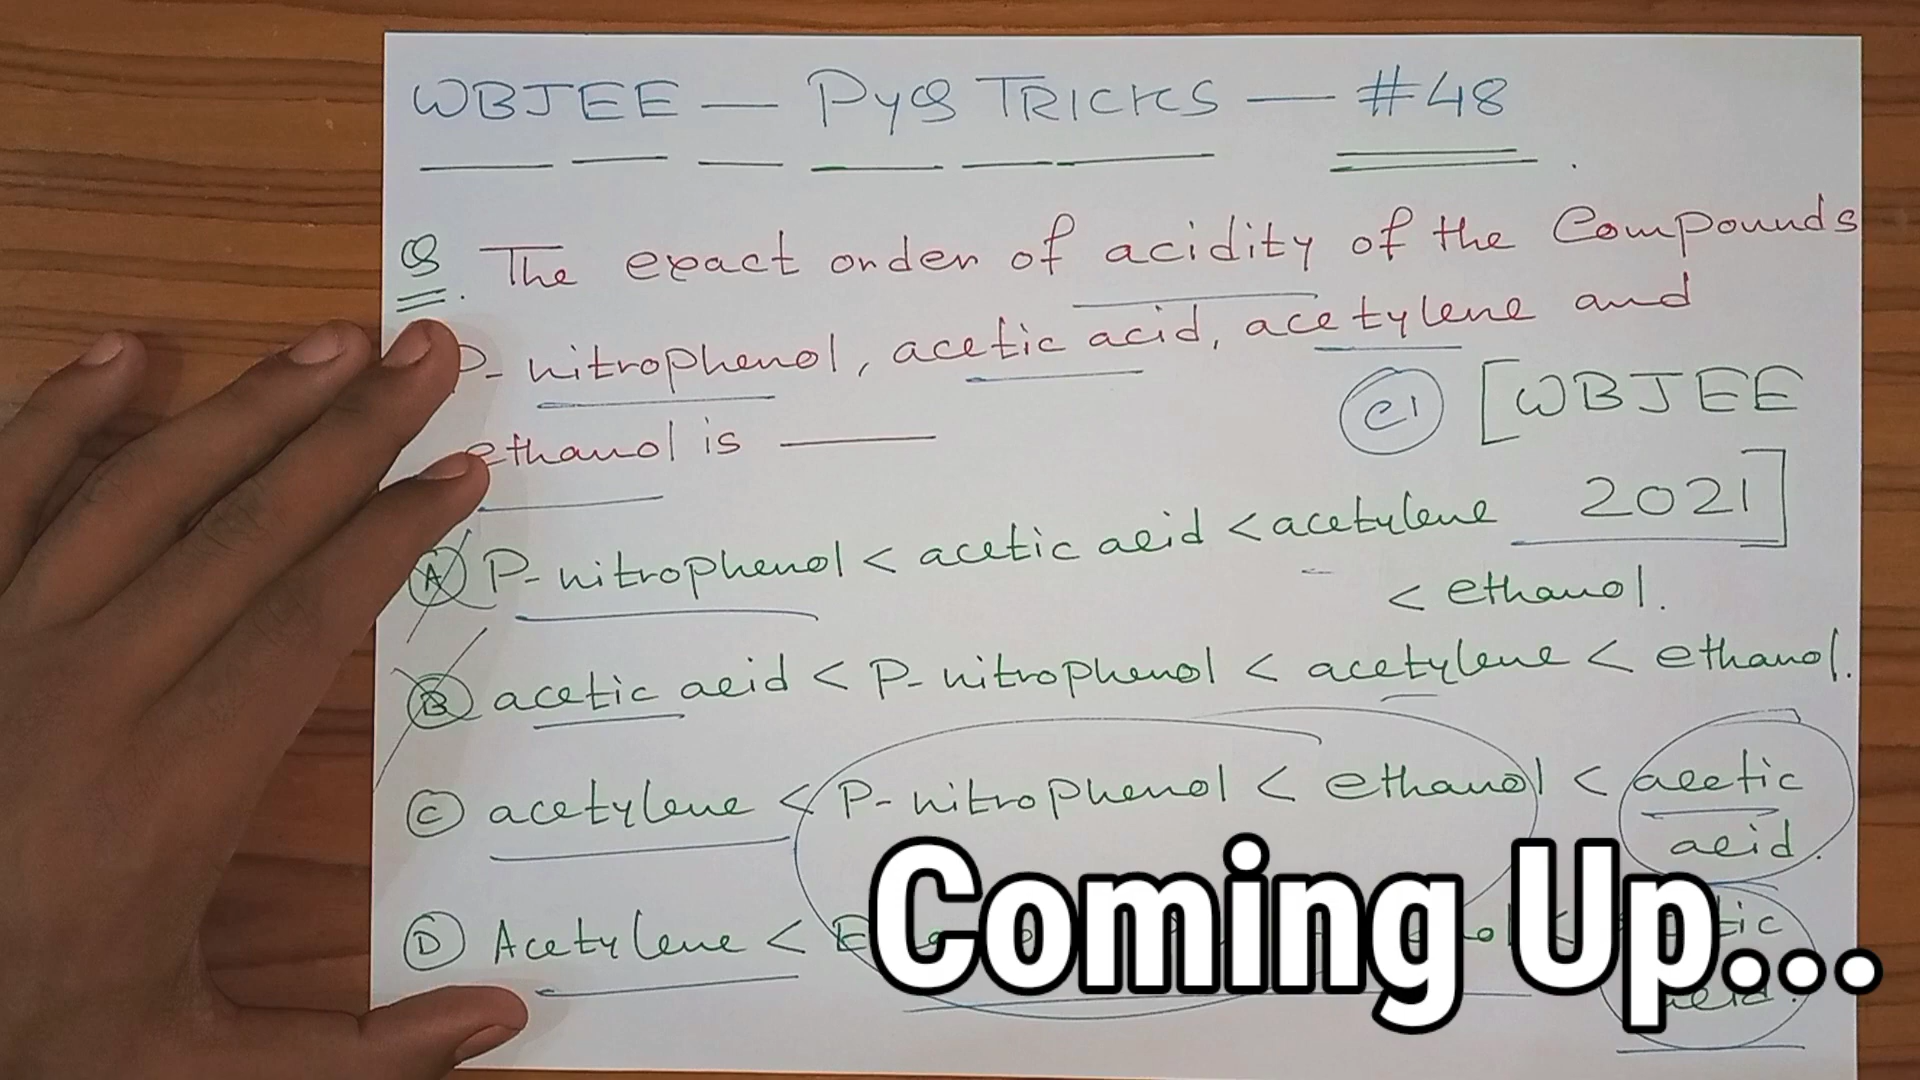 WBJEE — PYQ TRICKS — #48
Q. The exact order of acidity of the Compounds
P- nitrophenol, acetic acid, acetylene and
ethanol is ———
C1 [WBJEE
2021]
(A) P- nitrophenol < acetic acid < acetylene
< ethanol.
(B) acetic acid < P- nitrophenol < acetylene < ethanol.
(C) acetylene < P- nitrophenol < ethanol < acetic
acid.
(D) Acetylene <
acid.
Coming Up...